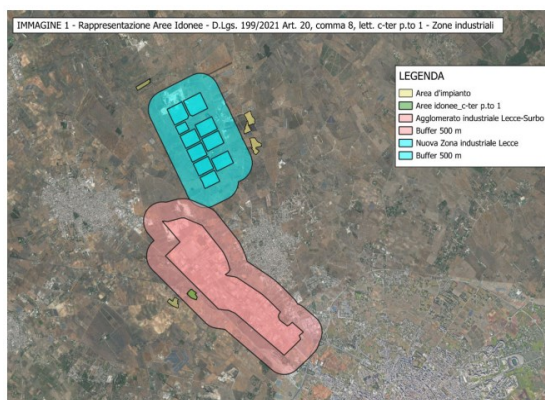 IMMAGINE 1 - Rappresentazione Aree Idonee - D.Lgs. 199/2021 Art. 20, comma 8, lett. c-ter p.to 1 - Zone industriali
LEGENDA
Area d'impianto
Aree idonee_c-ter p.to 1
Agglomerato industriale Lecce-Surbo
Buffer 500 m
Nuova Zona industriale Lecce
Buffer 500 m